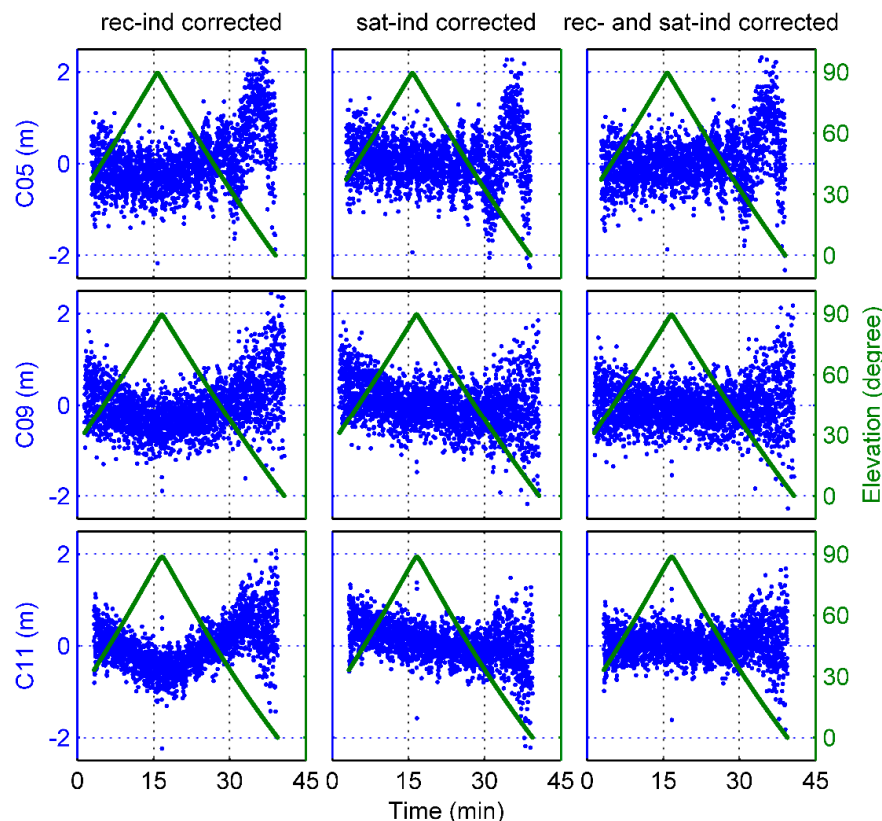 rec-ind corrected sat-ind corrected rec- and sat-ind corrected
2 90
60
C05 (m) 0
30
-2 0
2 90
60
C09 (m) 0 Elevation (degree)
30
-2 0
2 90
60
C11 (m) 0
30
-2 0
0 15 30 45 0 15 30 45 0 15 30 45
Time (min)